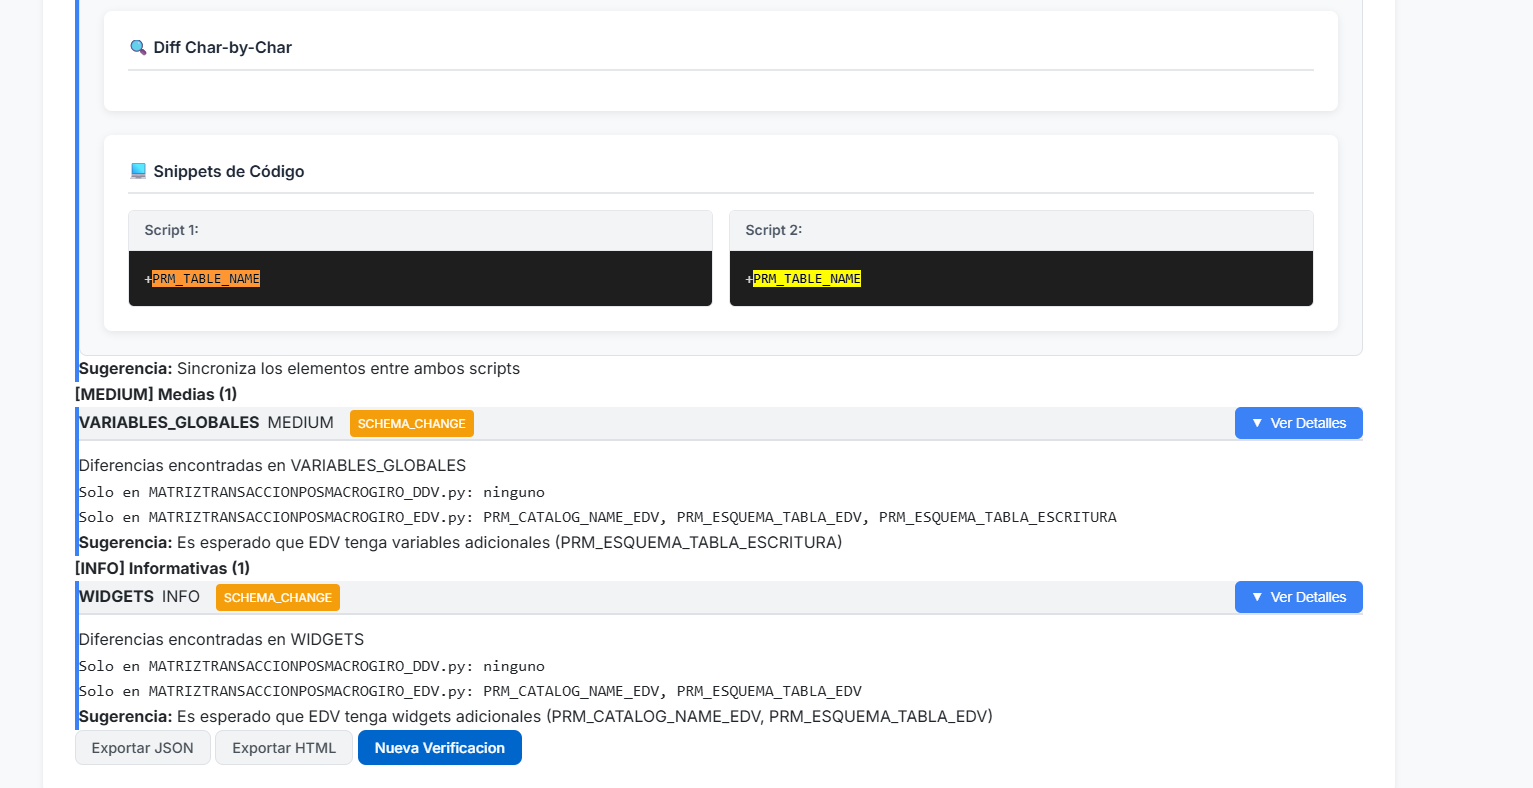 🔍 Diff Char-by-Char
💻 Snippets de Código
Script 1:
Script 2:
+PRM_TABLE_NAME
+PRM_TABLE_NAME
Sugerencia: Sincroniza los elementos entre ambos scripts
[MEDIUM] Medias (1)
VARIABLES_GLOBALES MEDIUM SCHEMA_CHANGE ▼ Ver Detalles
Diferencias encontradas en VARIABLES_GLOBALES
Solo en MATRIZTRANSACCIONPOSMACROGIRO_DDV.py: ninguno
Solo en MATRIZTRANSACCIONPOSMACROGIRO_EDV.py: PRM_CATALOG_NAME_EDV, PRM_ESQUEMA_TABLA_EDV, PRM_ESQUEMA_TABLA_ESCRITURA
Sugerencia: Es esperado que EDV tenga variables adicionales (PRM_ESQUEMA_TABLA_ESCRITURA)
[INFO] Informativas (1)
WIDGETS INFO SCHEMA_CHANGE ▼ Ver Detalles
Diferencias encontradas en WIDGETS
Solo en MATRIZTRANSACCIONPOSMACROGIRO_DDV.py: ninguno
Solo en MATRIZTRANSACCIONPOSMACROGIRO_EDV.py: PRM_CATALOG_NAME_EDV, PRM_ESQUEMA_TABLA_EDV
Sugerencia: Es esperado que EDV tenga widgets adicionales (PRM_CATALOG_NAME_EDV, PRM_ESQUEMA_TABLA_EDV)
Exportar JSON Exportar HTML Nueva Verificacion